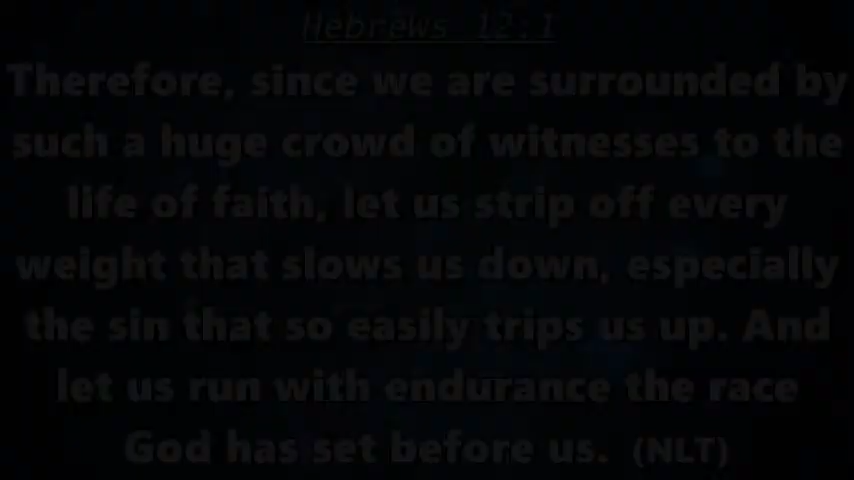 Hebrews 12:1
Therefore, since we are surrounded by
such a huge crowd of witnesses to the
life of faith, let us strip off every
weight that slows us down, especially
the sin that so easily trips us up. And
let us run with endurance the race
God has set before us. (NLT)